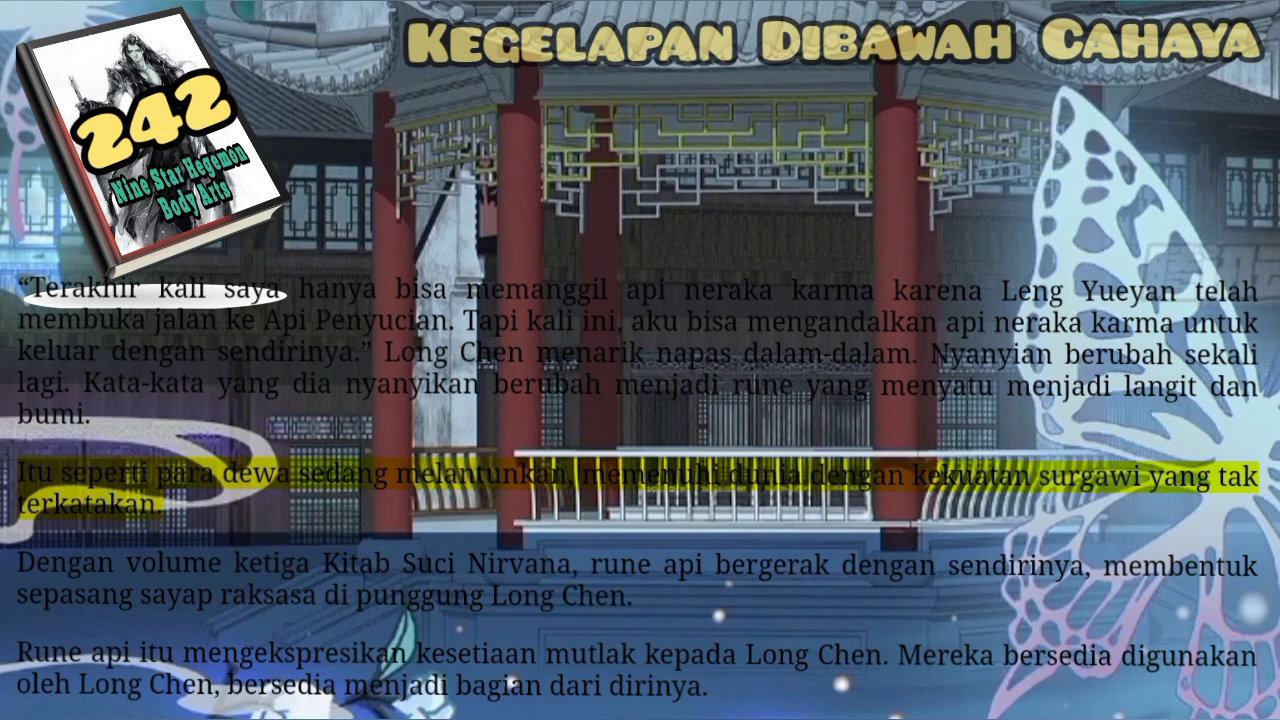 KEGELAPAN DIBAWAH CAHAYA
242
Nine Star Hegemon
Body Arts
“Terakhir kali saya hanya bisa memanggil api neraka karma karena Leng Yueyan telah
membuka jalan ke Api Penyucian. Tapi kali ini, aku bisa mengandalkan api neraka karma untuk
keluar dengan sendirinya.” Long Chen menarik napas dalam-dalam. Nyanyian berubah sekali
lagi. Kata-kata yang dia nyanyikan berubah menjadi rune yang menyatu menjadi langit dan
bumi.
Itu seperti para dewa sedang melantunkan, memenuhi dunia dengan kekuatan surgawi yang tak
terkatakan.
Dengan volume ketiga Kitab Suci Nirvana, rune api bergerak dengan sendirinya, membentuk
sepasang sayap raksasa di punggung Long Chen.
Rune api itu mengekspresikan kesetiaan mutlak kepada Long Chen. Mereka bersedia digunakan
oleh Long Chen, bersedia menjadi bagian dari dirinya.